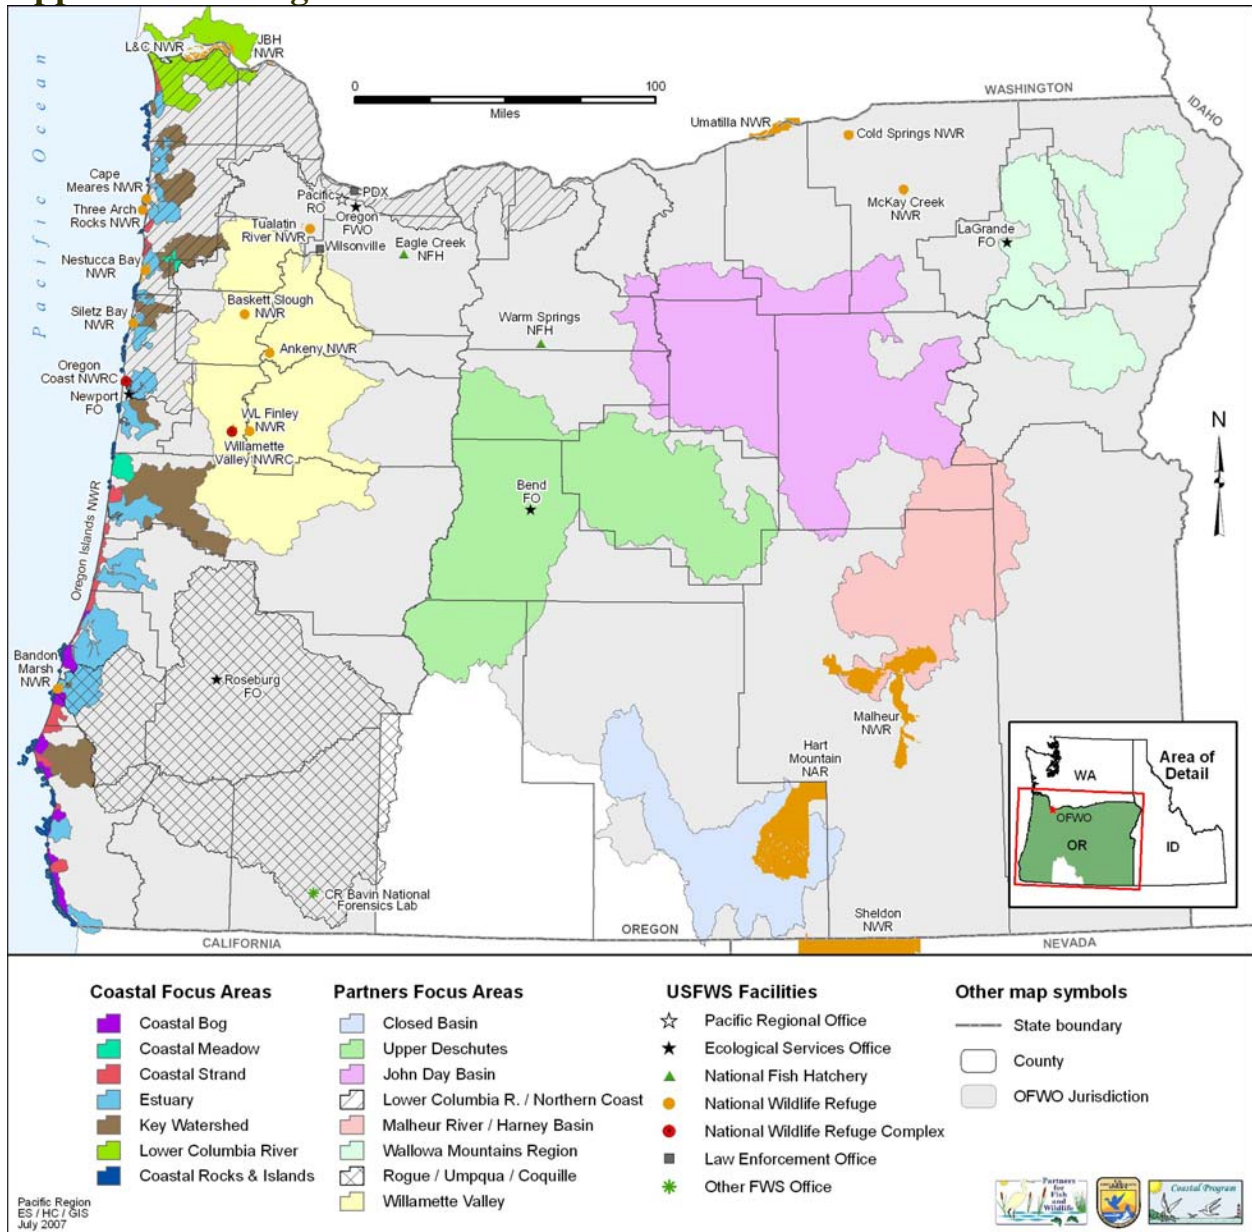 L&C NWR
JBH
NWR
Pacific Ocean
0
100
Miles
WASHINGTON
IDAHO
Umatilla NWR
Cold Springs NWR
McKay Creek
NWR
LaGrande
FO
Cape
Meares NWR
Three Arch
Rocks NWR
Nestucca Bay
NWR
Siletz Bay
NWR
Oregon
Coast NWRC
Newport
FO
Pacific
RO
PDX
Oregon
FWO
Tualatin
River NWR
Wilsonville
Eagle Creek
NFH
Baskett Slough
NWR
Ankeny NWR
Warm Springs
NFH
WL Finley
NWR
Willamette
Valley NWRC
Bend
FO
N
Oregon Islands NWR
Bandon
Marsh
NWR
Roseburg
FO
Malheur
NWR
Hart
Mountain
NAR
CR Bavin National
Forensics Lab
Sheldon
NWR
CALIFORNIA
OREGON
NEVADA
Area of
Detail
WA
OFWO
OR
ID
Coastal Focus Areas
Coastal Bog
Coastal Meadow
Coastal Strand
Estuary
Key Watershed
Lower Columbia River
Coastal Rocks & Islands
Partners Focus Areas
Closed Basin
Upper Deschutes
John Day Basin
Lower Columbia R. / Northern Coast
Malheur River / Harney Basin
Wallowa Mountains Region
Rogue / Umpqua / Coquille
Willamette Valley
USFWS Facilities
Pacific Regional Office
Ecological Services Office
National Fish Hatchery
National Wildlife Refuge
National Wildlife Refuge Complex
Law Enforcement Office
Other FWS Office
Other map symbols
State boundary
County
OFWO Jurisdiction
Pacific Region
ES / HC / GIS
July 2007
Partners
for
Fish and
Wildlife
Coastal Program